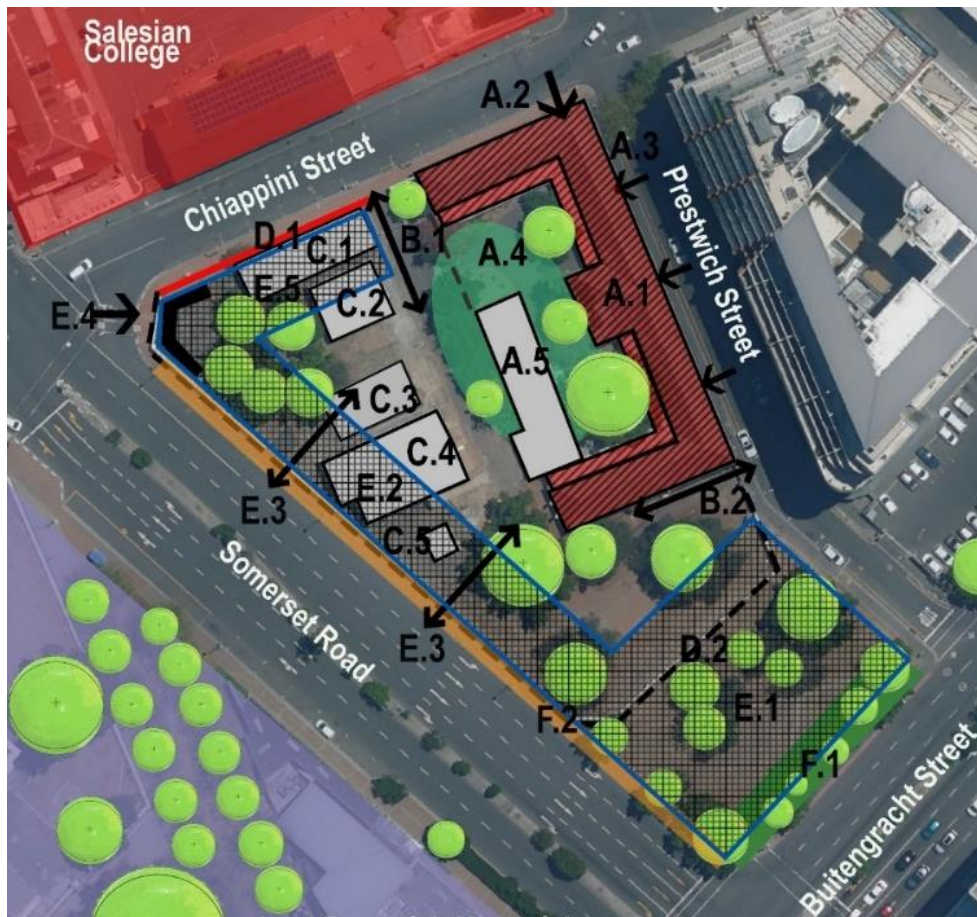 Salesian
College
A.2
A.3
Chiappini Street
Prestwich Street
D.1
C.1
B.1
A.4
E.5
E.4
C.2
A.1
A.5
C.3
C.4
E.2
E.3
B.2
C.5
Somerset Road
E.3
D.2
F.2
E.1
F.1
Buitengracht Street